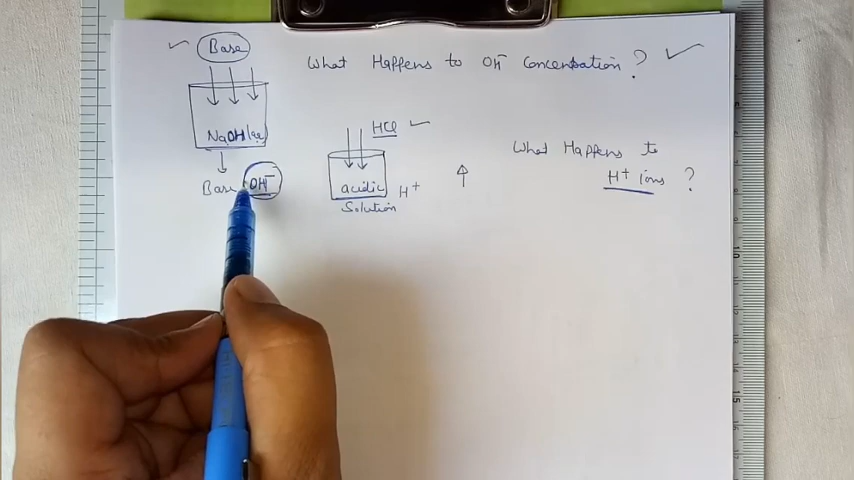 Base
What Happens to OH⁻ Concentration ?
NaOH(aq)
Base OH⁻
HCl
acidic
Solution
H⁺
What Happens to
H⁺ ions ?